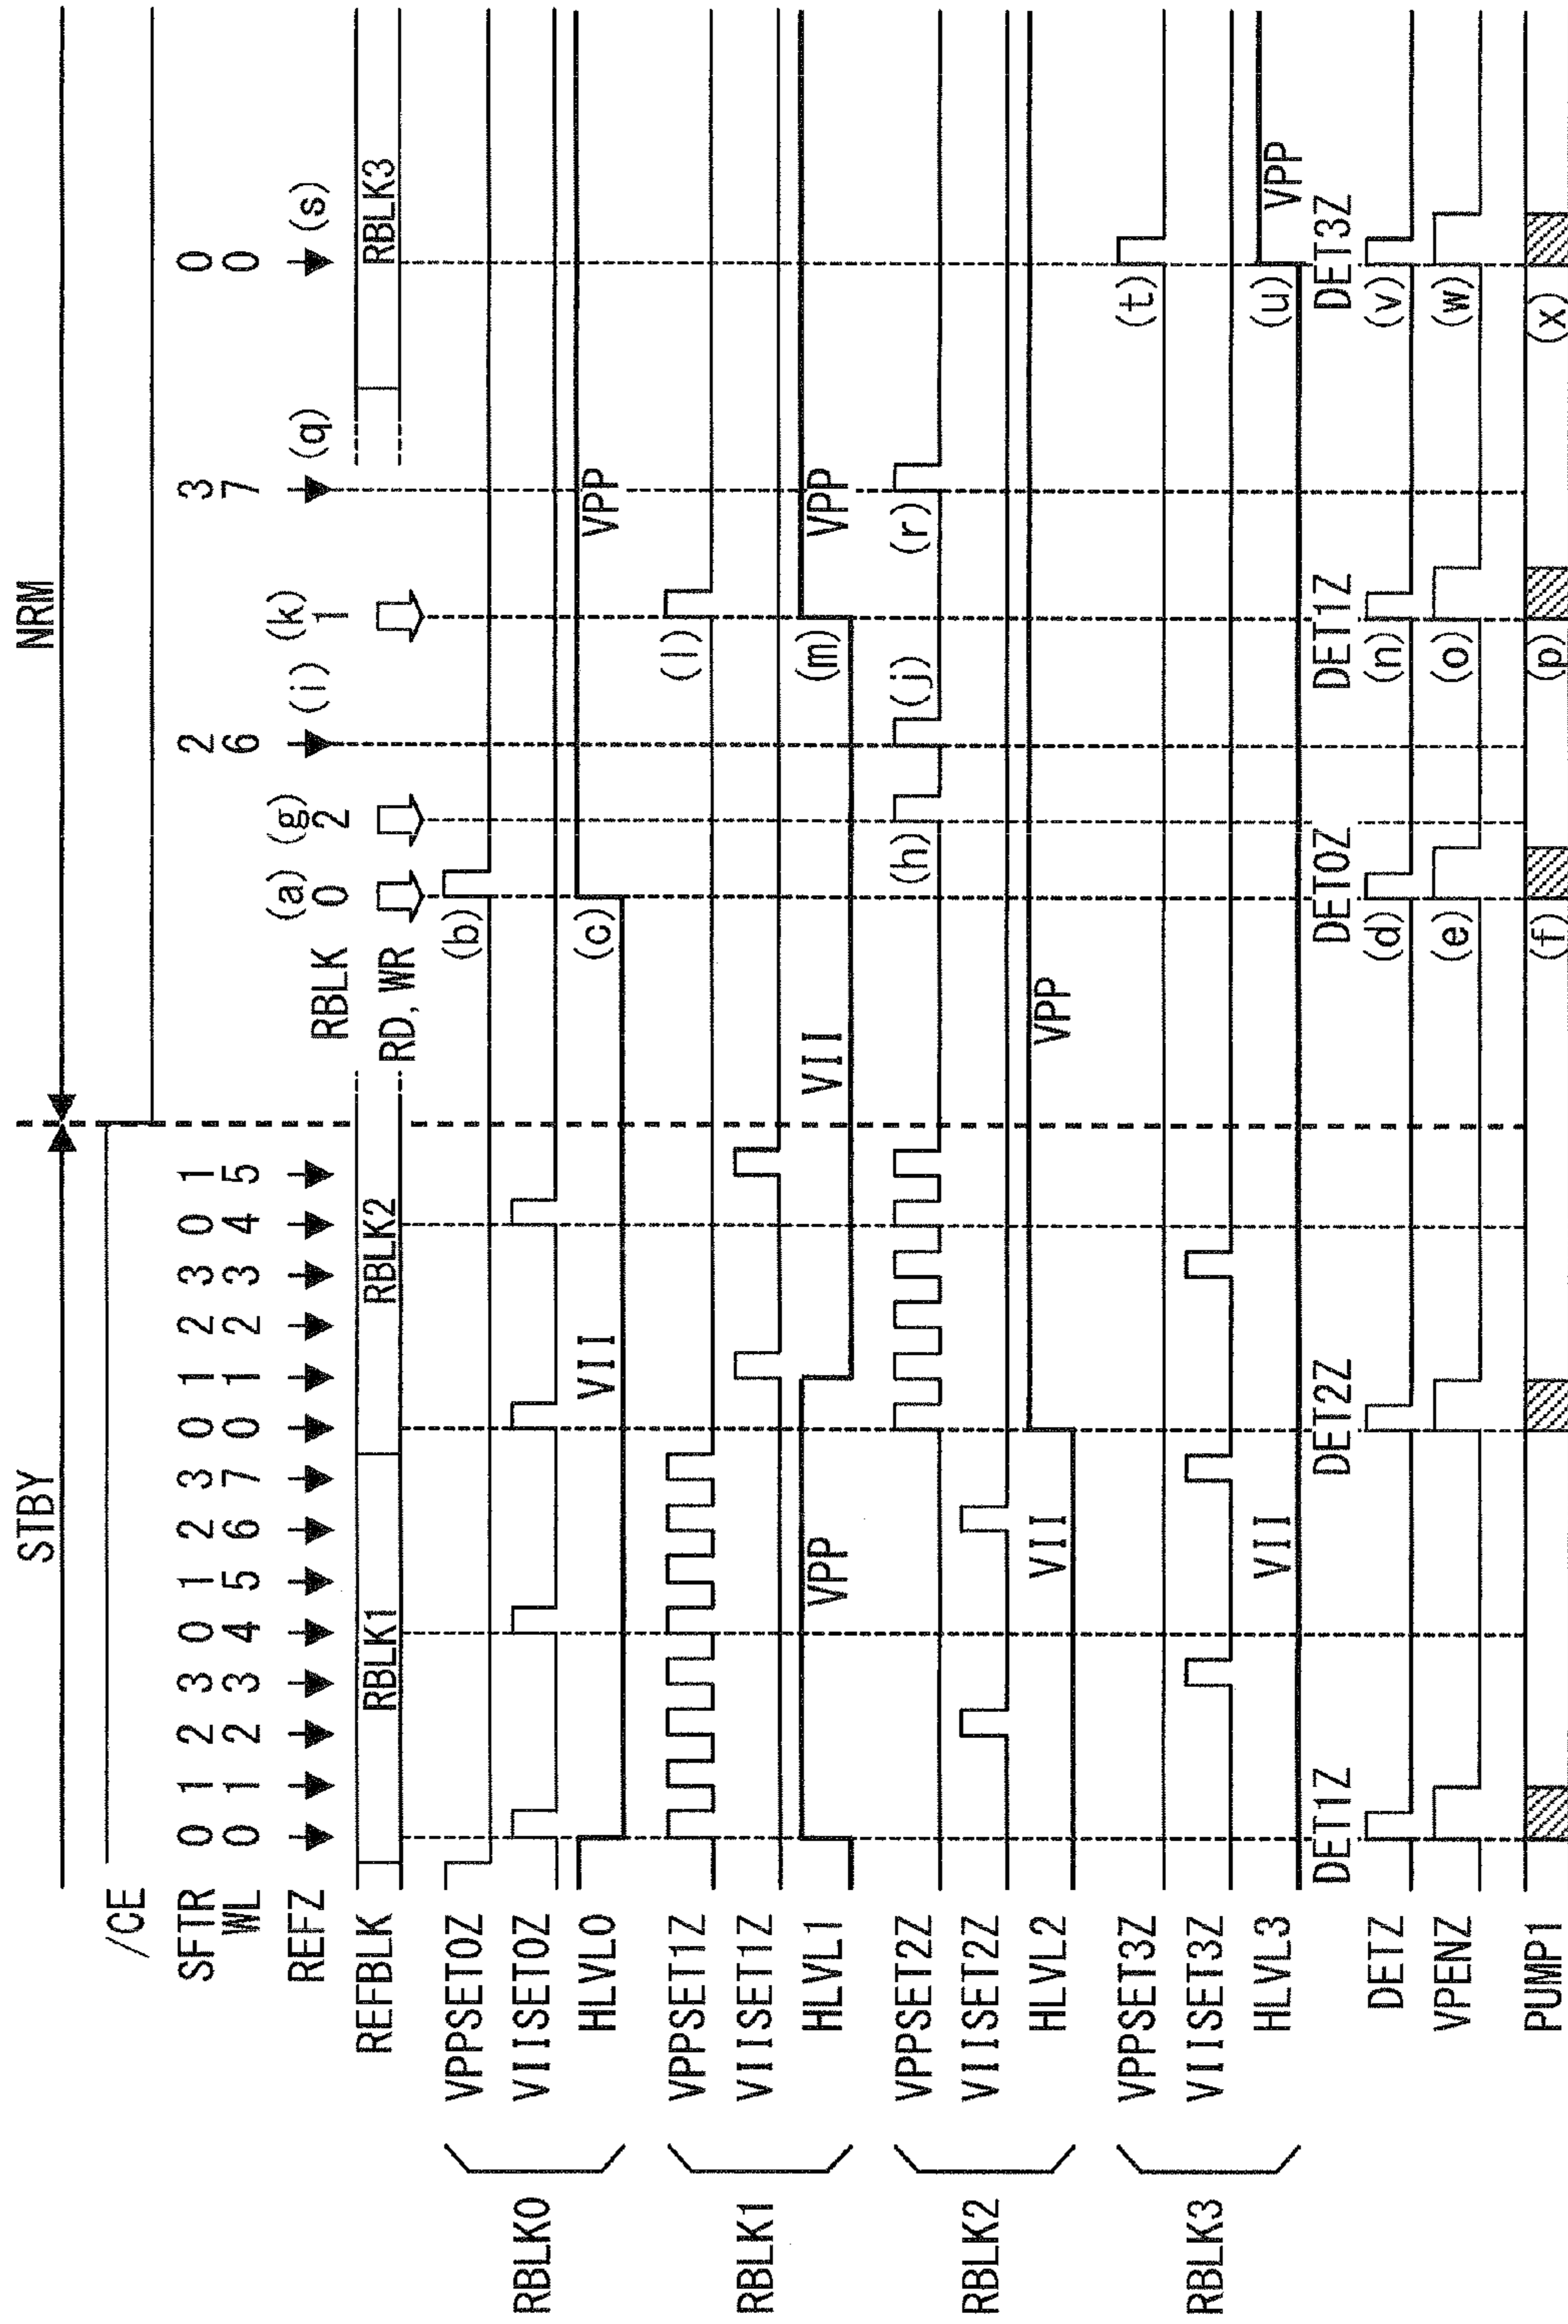 STBY NRM
/CE
SFTR 0 1 2 3 0 1 2 3 0 1 2 3 0 1 2 3 0
WL 0 1 2 3 4 5 6 7 0 1 2 3 4 5 6 7 0
REFZ (i) (q) (s)
RBLK 0 2 1
(a) (g) (k)
RD, WR
REFBLK RBLK1 RBLK2 RBLK3
RBLK0
VPPSET0Z (b)
VIISET0Z
HLVL0 VII (c) VPP
RBLK1
VPPSET1Z (l)
VIISET1Z
HLVL1 VPP VII (m) VPP
RBLK2
VPPSET2Z (h) (j) (r)
VIISET2Z
HLVL2 VII VPP
RBLK3
VPPSET3Z (t)
VIISET3Z
HLVL3 VII (u) VPP
DET1Z DET2Z DET0Z DET1Z DET3Z
DETZ (d) (n) (v)
VPENZ (e) (o) (w)
PUMP1 (f) (p) (x)